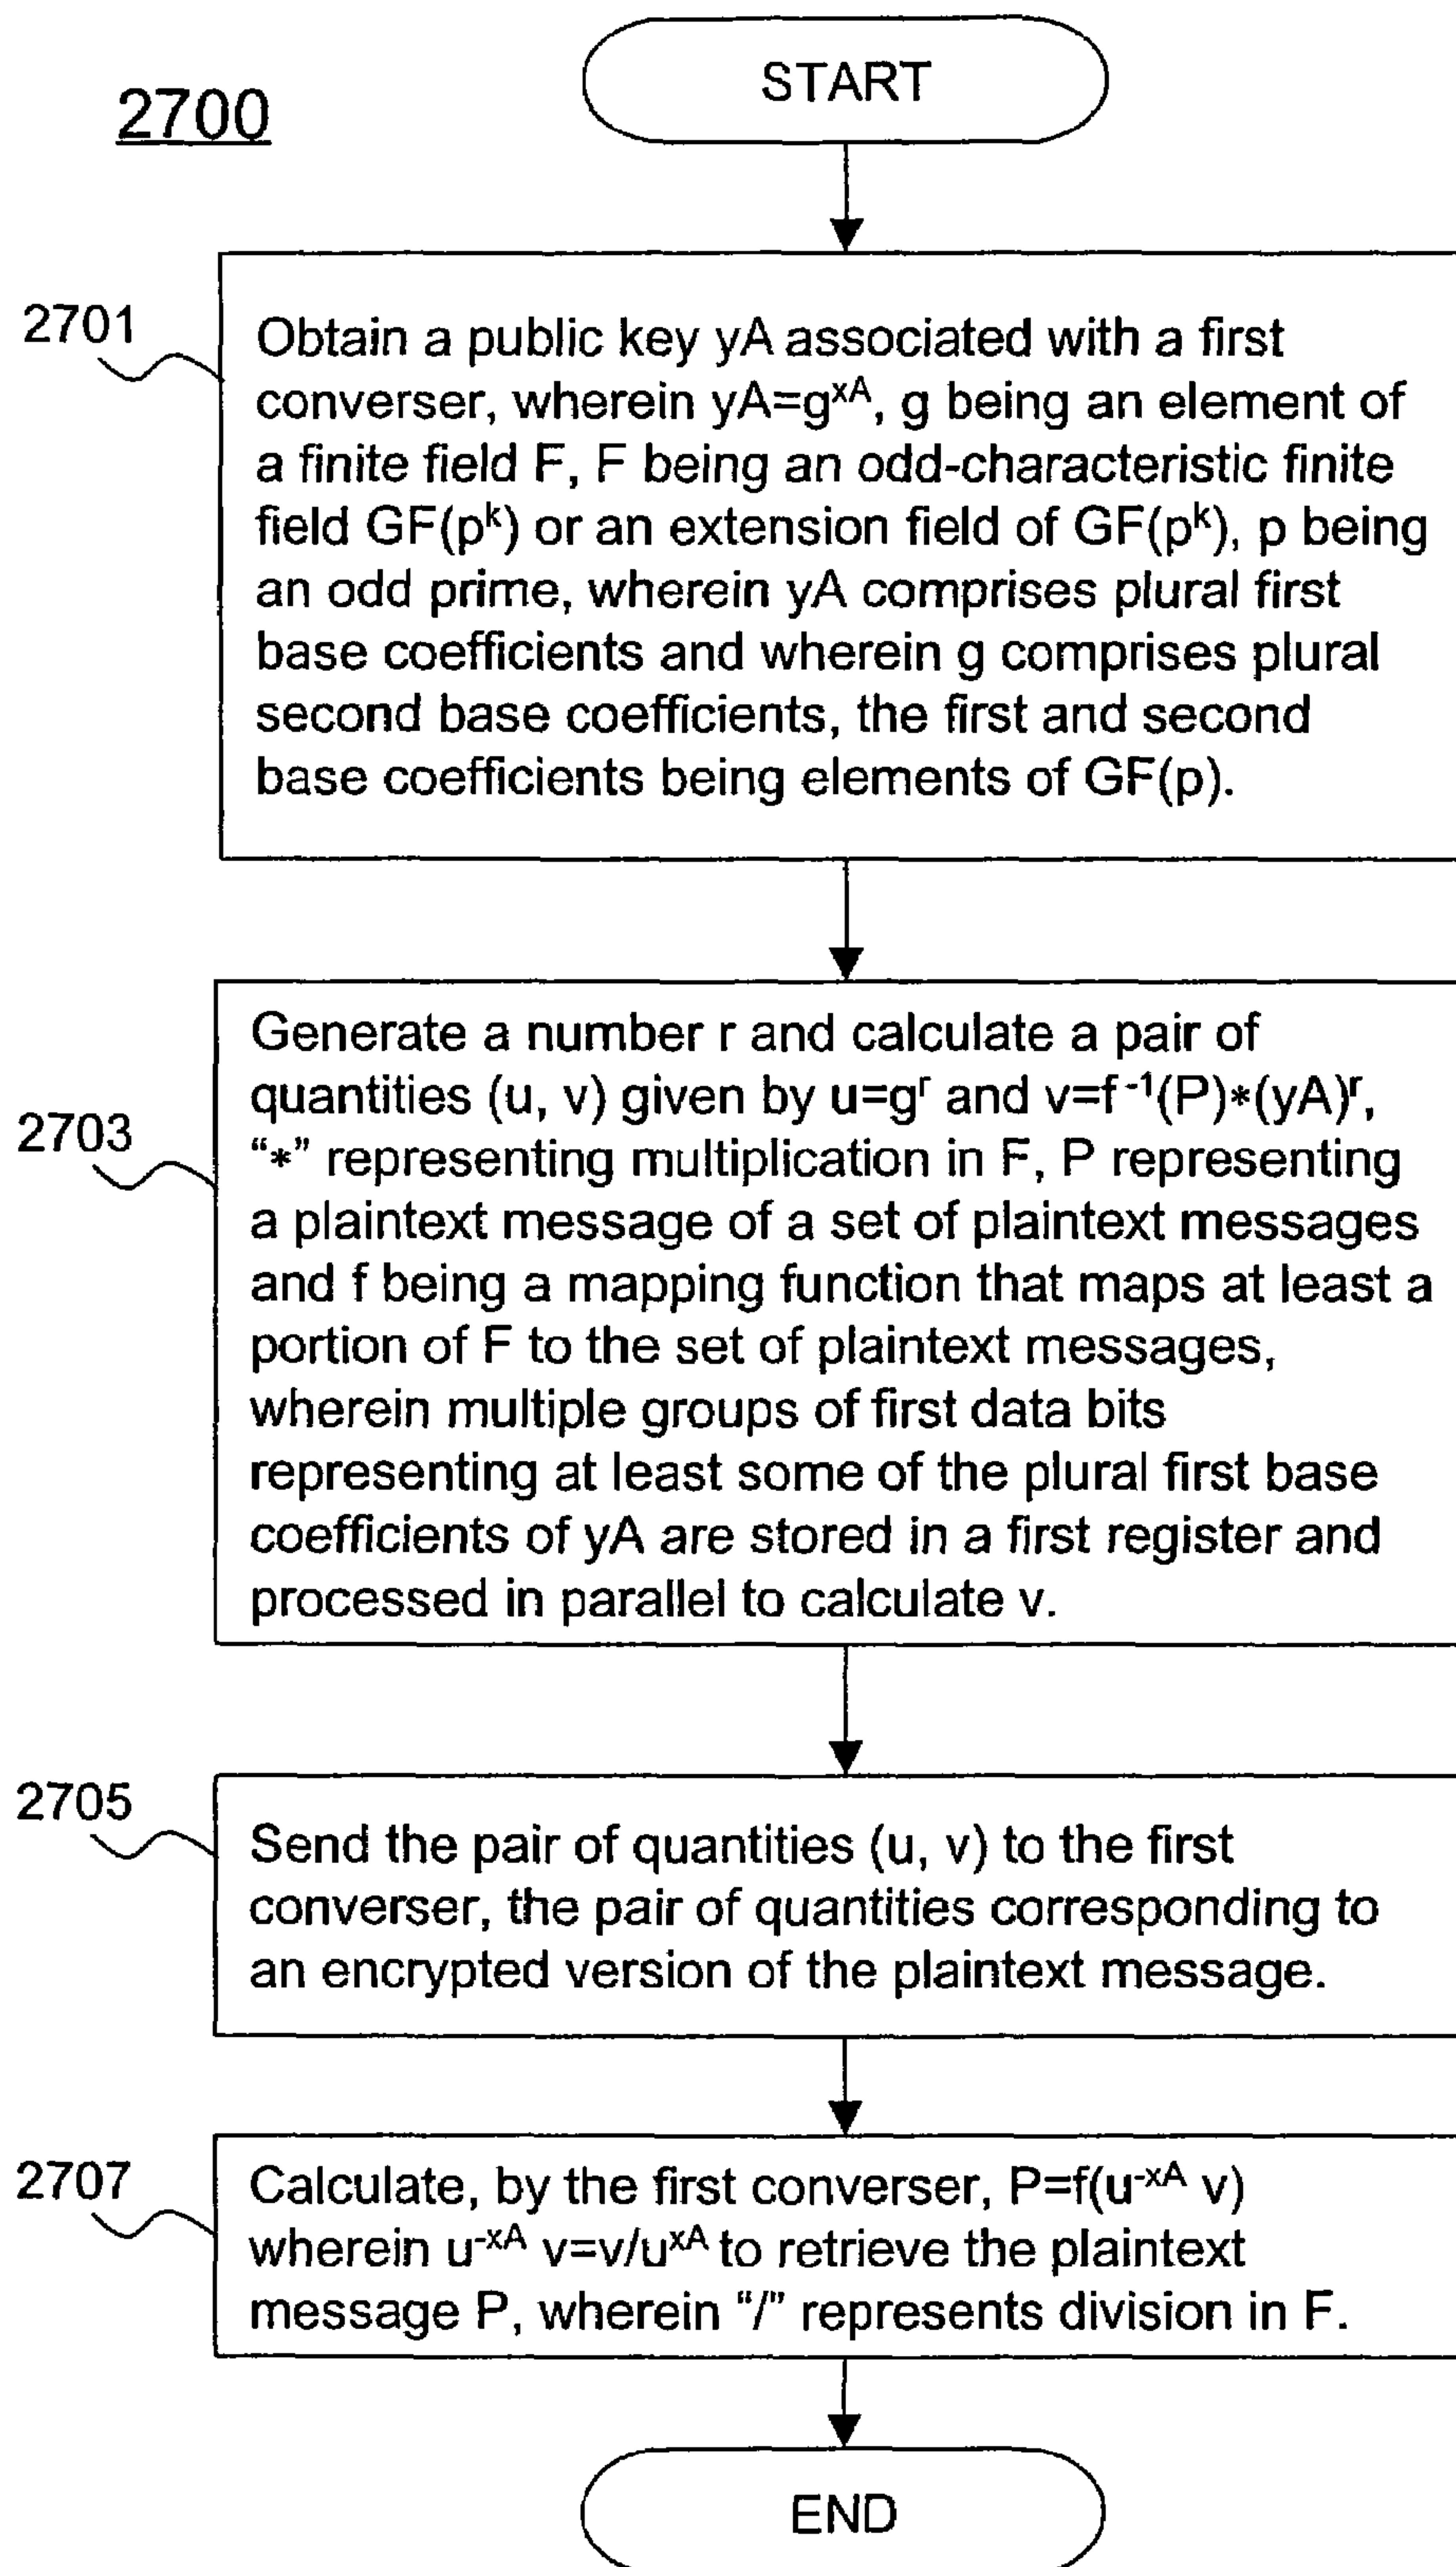 2700
START
2701
Obtain a public key yA associated with a first
converser, wherein yA=g^xA, g being an element of
a finite field F, F being an odd-characteristic finite
field GF(p^k) or an extension field of GF(p^k), p being
an odd prime, wherein yA comprises plural first
base coefficients and wherein g comprises plural
second base coefficients, the first and second
base coefficients being elements of GF(p).
2703
Generate a number r and calculate a pair of
quantities (u, v) given by u=g^r and v=f^-1(P)*(yA)^r,
“*” representing multiplication in F, P representing
a plaintext message of a set of plaintext messages
and f being a mapping function that maps at least a
portion of F to the set of plaintext messages,
wherein multiple groups of first data bits
representing at least some of the plural first base
coefficients of yA are stored in a first register and
processed in parallel to calculate v.
2705
Send the pair of quantities (u, v) to the first
converser, the pair of quantities corresponding to
an encrypted version of the plaintext message.
2707
Calculate, by the first converser, P=f(u^-xA v)
wherein u^-xA v=v/u^xA to retrieve the plaintext
message P, wherein “/” represents division in F.
END